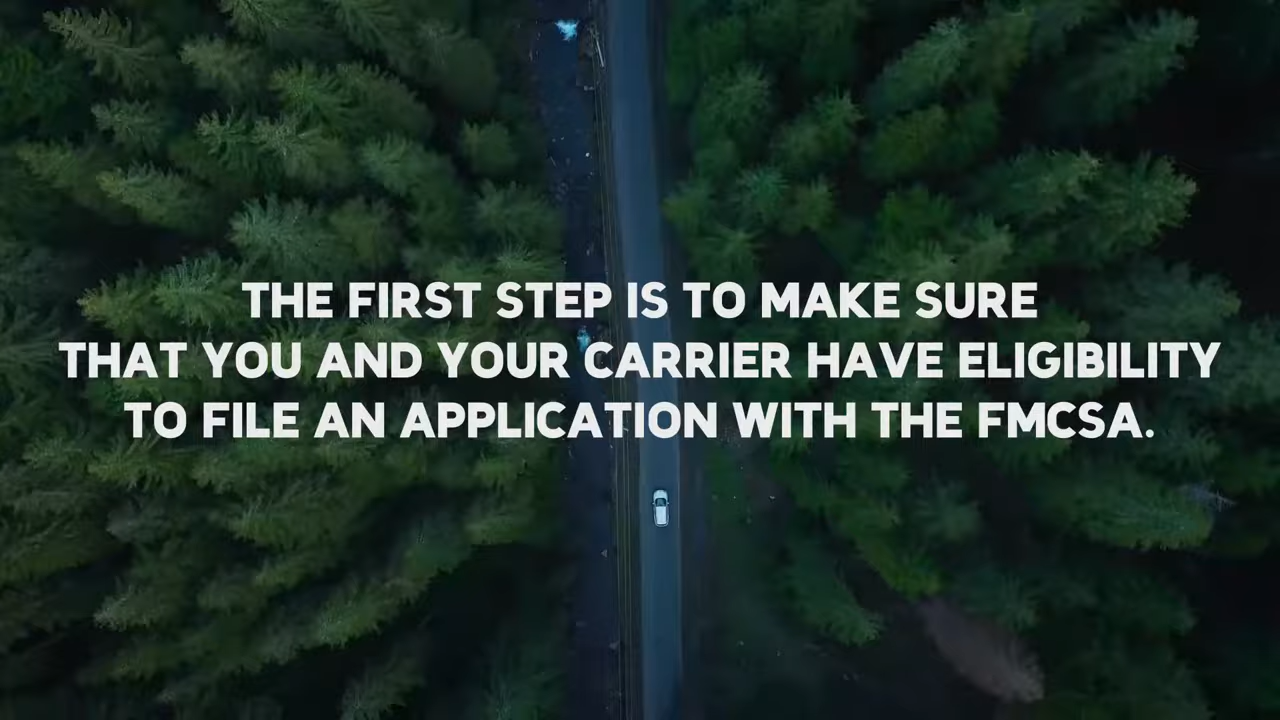 THE FIRST STEP IS TO MAKE SURE
THAT YOU AND YOUR CARRIER HAVE ELIGIBILITY
TO FILE AN APPLICATION WITH THE FMCSA.